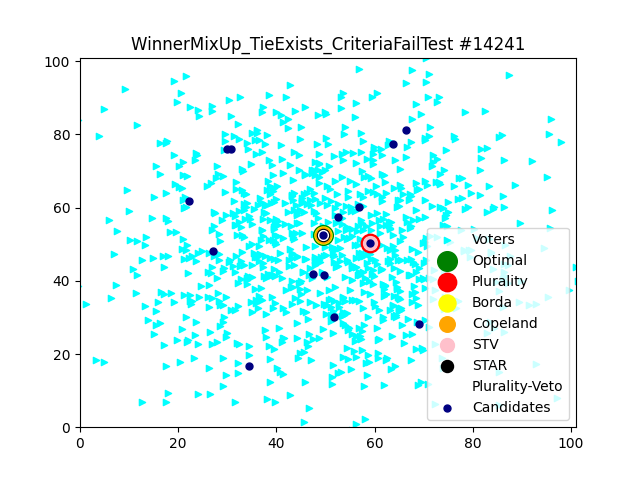 WinnerMixUp_TieExists_CriteriaFailTest #14241
100
80
60
40
20
0
0
20
40
60
80
100
Voters
Optimal
Plurality
Borda
Copeland
STV
STAR
Plurality-Veto
Candidates